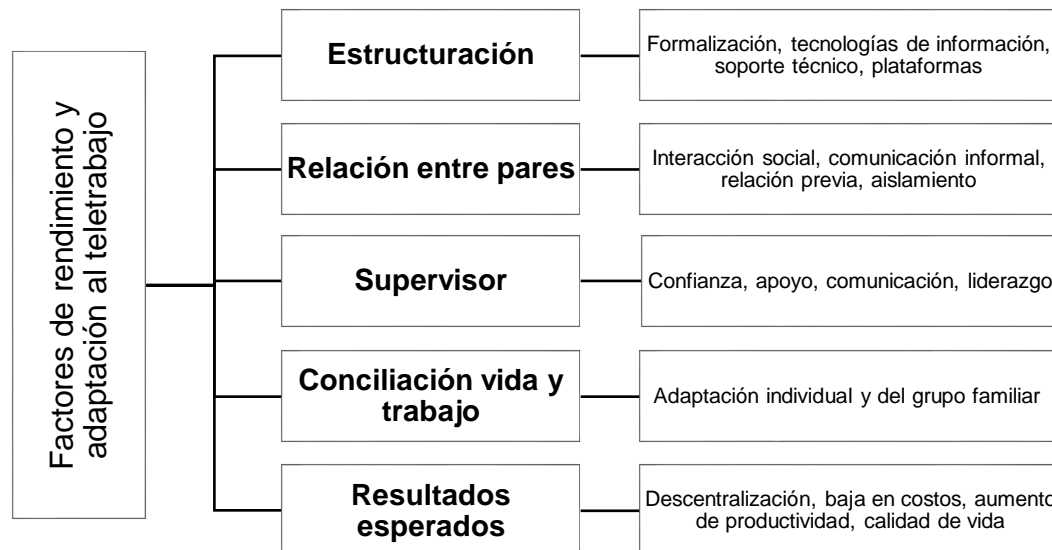 Factores de rendimiento y
adaptación al teletrabajo
Estructuración
Formalización, tecnologías de información,
soporte técnico, plataformas
Relación entre pares
Interacción social, comunicación informal,
relación previa, aislamiento
Supervisor
Confianza, apoyo, comunicación, liderazgo
Conciliación vida y
trabajo
Adaptación individual y del grupo familiar
Resultados
esperados
Descentralización, baja en costos, aumento
de productividad, calidad de vida